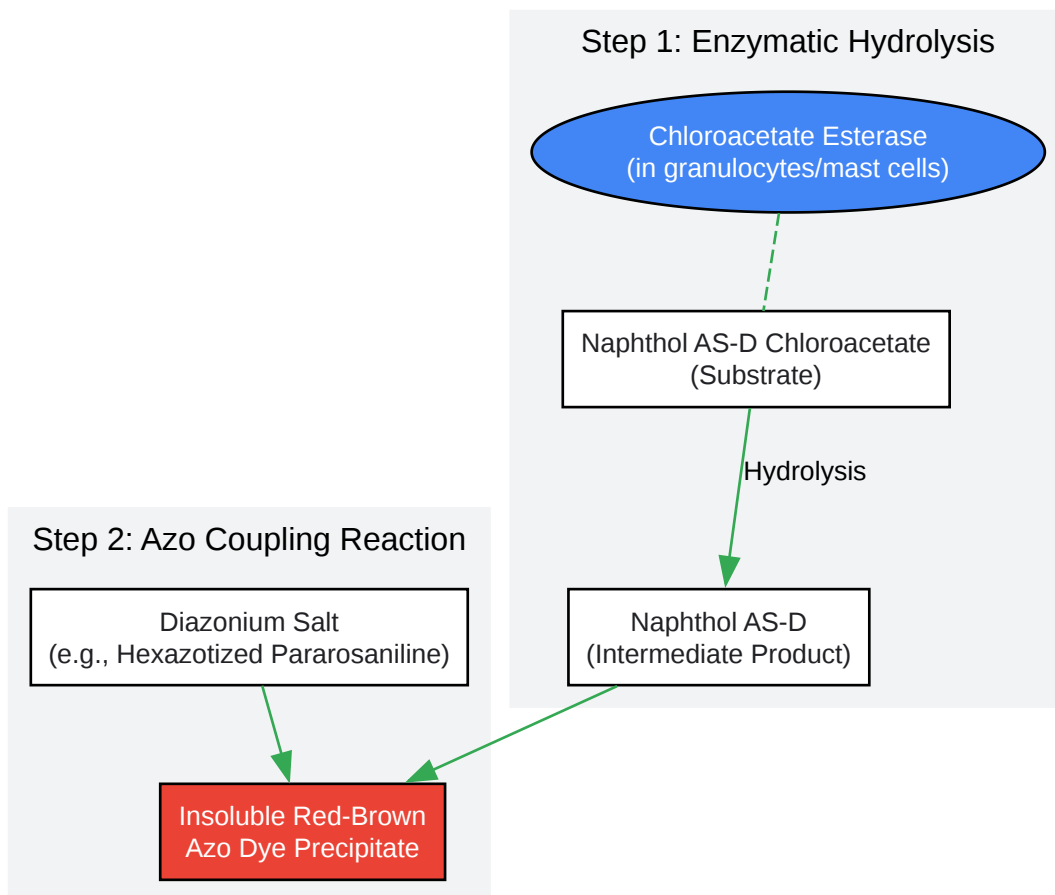 Step 1: Enzymatic Hydrolysis
Chloroacetate Esterase
(in granulocytes/mast cells)
Naphthol AS-D Chloroacetate
(Substrate)
Hydrolysis
Naphthol AS-D
(Intermediate Product)
Step 2: Azo Coupling Reaction
Diazonium Salt
(e.g., Hexazotized Pararosaniline)
Insoluble Red-Brown
Azo Dye Precipitate